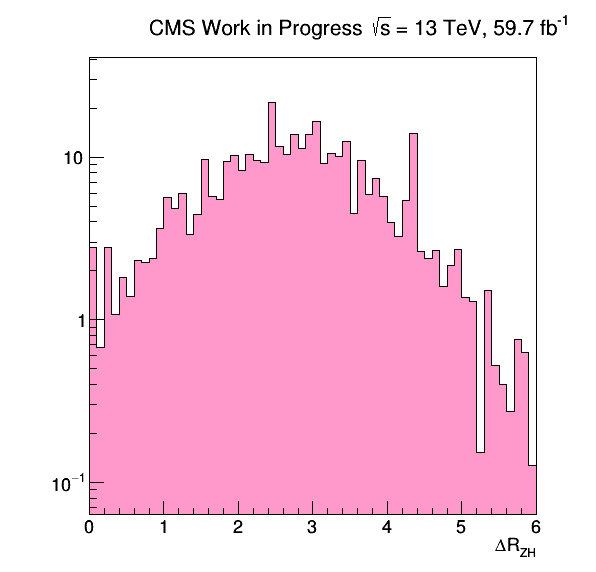 CMS Work in Progress √s = 13 TeV, 59.7 fb⁻¹
10
1
10⁻¹
0 1 2 3 4 5 6
ΔR_ZH